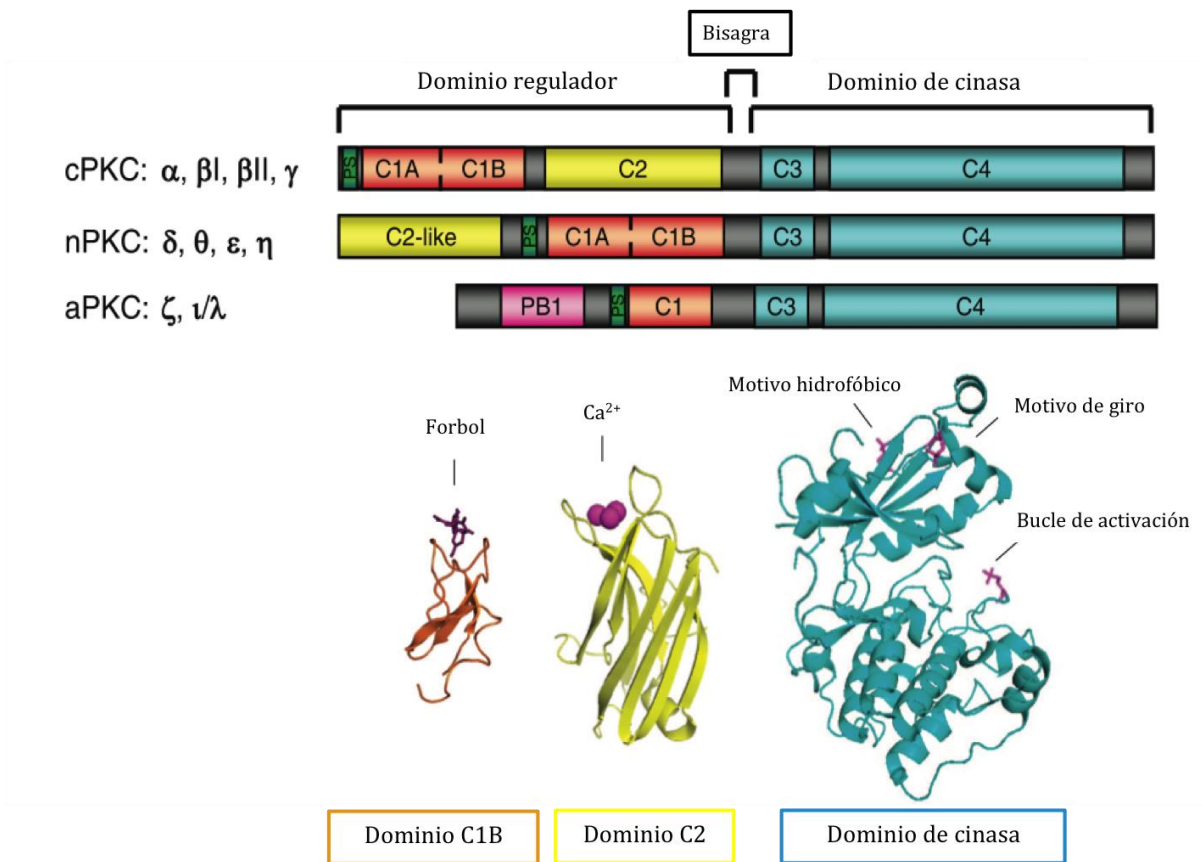 Bisagra
Dominio regulador
Dominio de cinasa
cPKC: α, βI, βII, γ
PS C1A C1B C2 C3 C4
nPKC: δ, θ, ε, η
C2-like PS C1A C1B C3 C4
aPKC: ζ, ι/λ
PB1 PS C1 C3 C4
Motivo hidrofóbico
Motivo de giro
Forbol
Ca²⁺
Bucle de activación
Dominio C1B
Dominio C2
Dominio de cinasa